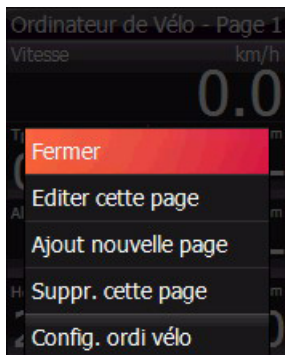 Ordinateur de Vélo - Page 1
Vitesse km/h
0.0
Fermer
Editer cette page
Ajout nouvelle page
Suppr. cette page
Config. ordi vélo